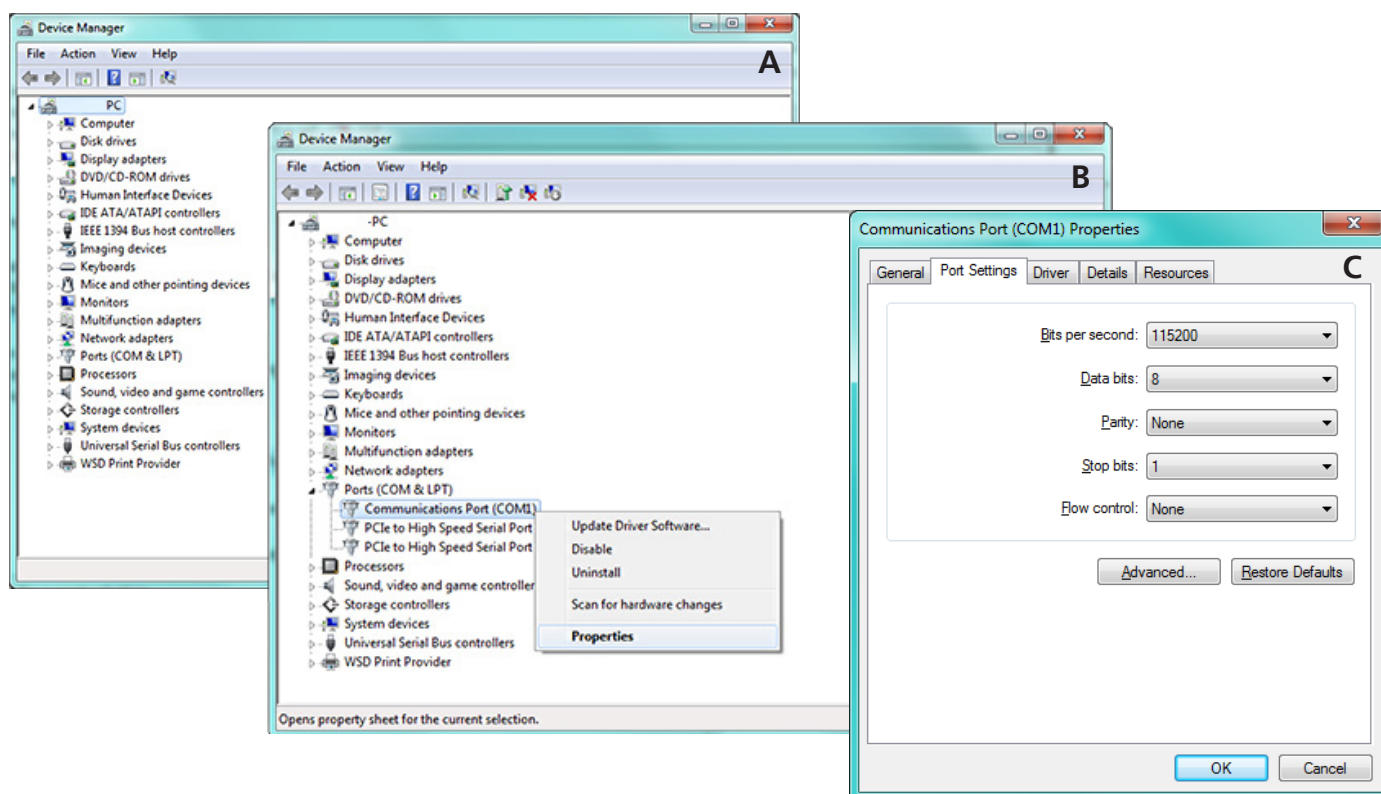 Device Manager
File Action View Help
A
PC
Computer
Disk drives
Display adapters
DVD/CD-ROM drives
Human Interface Devices
IDE ATA/ATAPI controllers
IEEE 1394 Bus host controllers
Imaging devices
Keyboards
Mice and other pointing devices
Monitors
Multifunction adapters
Network adapters
Ports (COM & LPT)
Processors
Sound, video and game controllers
Storage controllers
System devices
Universal Serial Bus controllers
WSD Print Provider
Device Manager
File Action View Help
B
-PC
Computer
Disk drives
Display adapters
DVD/CD-ROM drives
Human Interface Devices
IDE ATA/ATAPI controllers
IEEE 1394 Bus host controllers
Imaging devices
Keyboards
Mice and other pointing devices
Monitors
Multifunction adapters
Network adapters
Ports (COM & LPT)
Communications Port (COM1)
PCIe to High Speed Serial Port
PCIe to High Speed Serial Port
Processors
Sound, video and game controller
Storage controllers
System devices
Universal Serial Bus controllers
WSD Print Provider
Update Driver Software...
Disable
Uninstall
Scan for hardware changes
Properties
Opens property sheet for the current selection.
Communications Port (COM1) Properties
C
General Port Settings Driver Details Resources
Bits per second: 115200
Data bits: 8
Parity: None
Stop bits: 1
Flow control: None
Advanced... Restore Defaults
OK Cancel